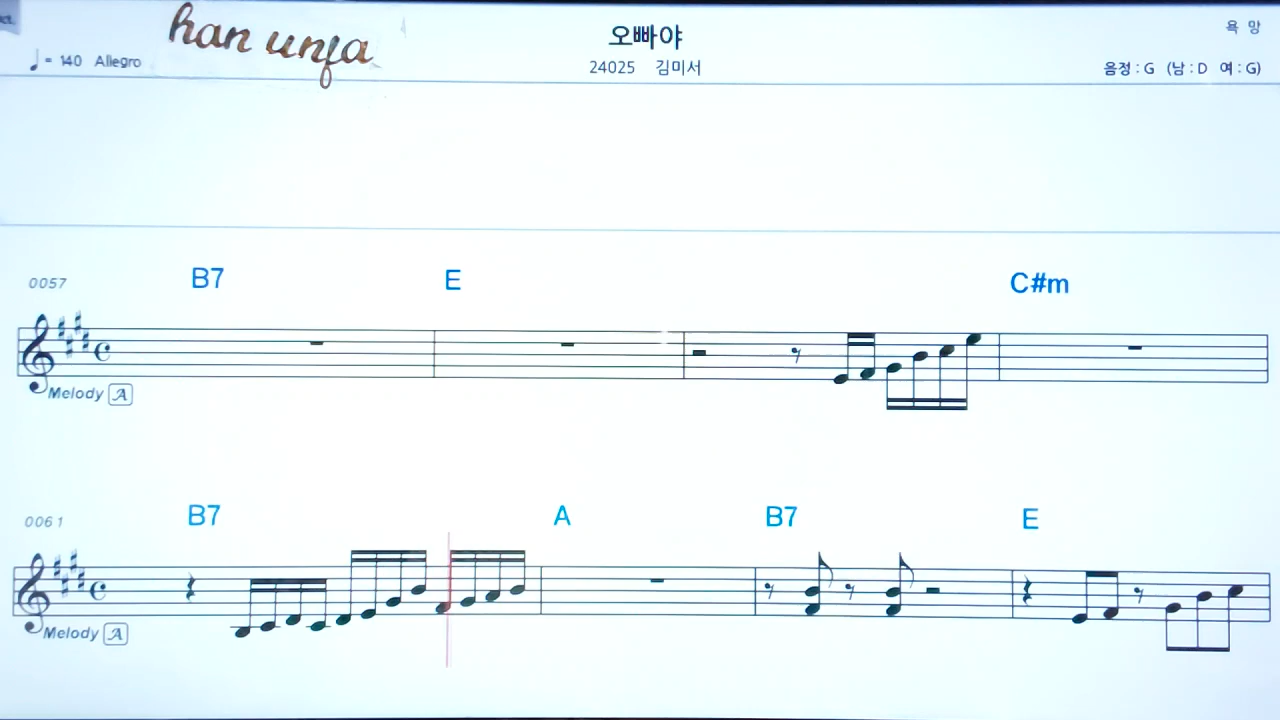 han unfa
오빠야
욕 망
♩= 140 Allegro
24025 김미서
음정 : G (남 : D 여 : G)
B7 E C#m
0057
Melody A
B7 A B7 E
0061
Melody A